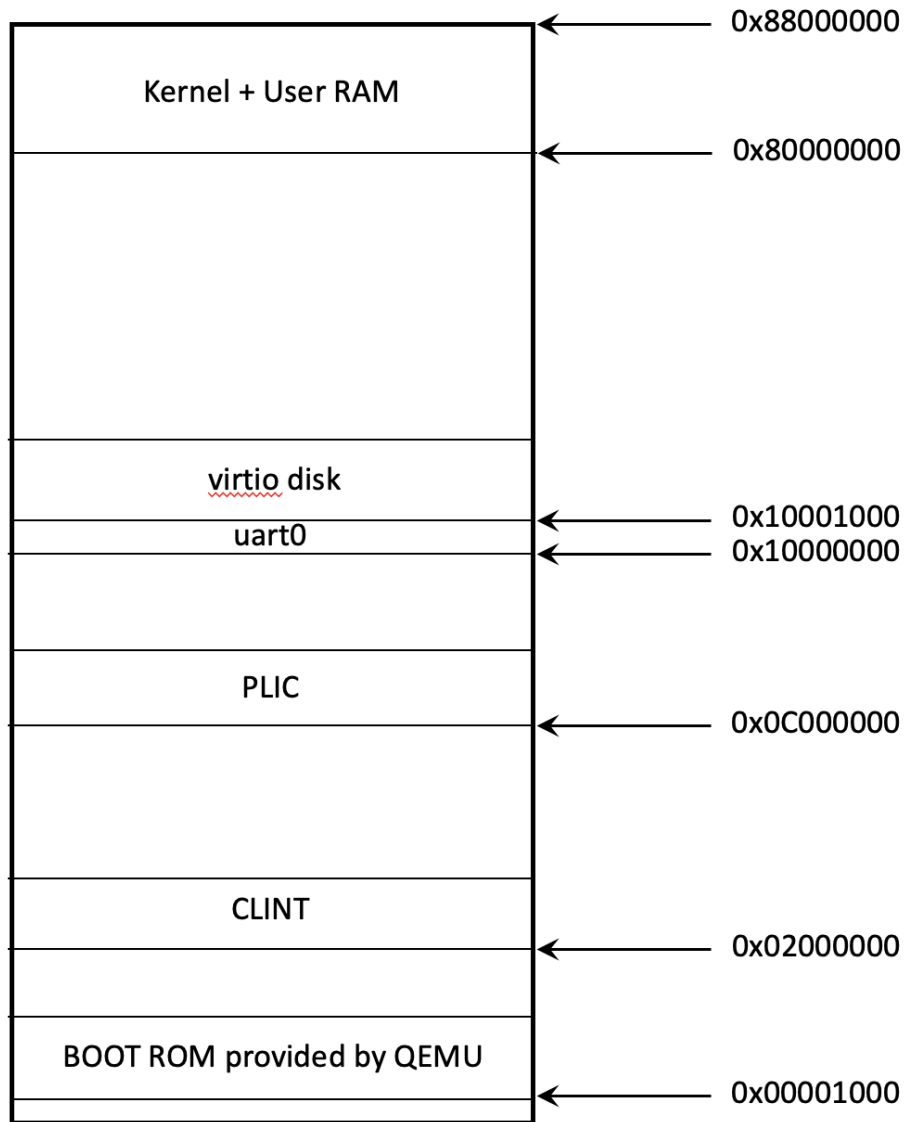 0x88000000
Kernel + User RAM
0x80000000
virtio disk
0x10001000
uart0
0x10000000
PLIC
0x0C000000
CLINT
0x02000000
BOOT ROM provided by QEMU
0x00001000